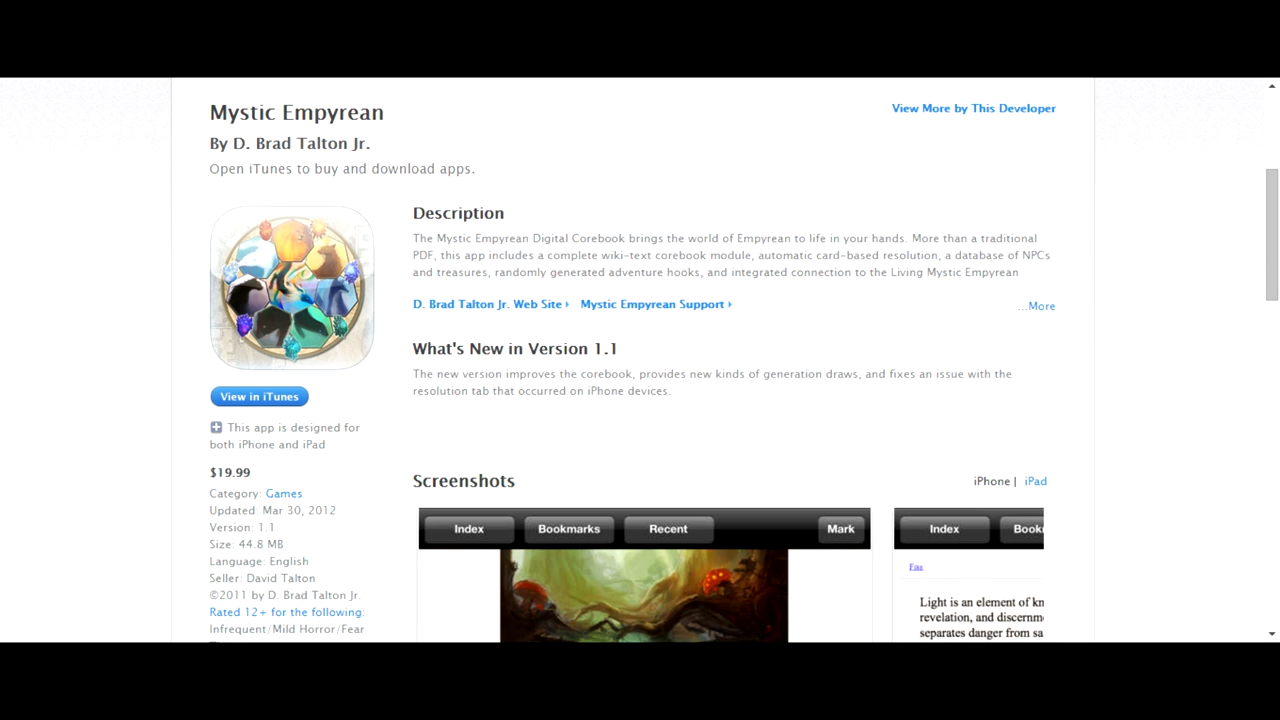 Mystic Empyrean
View More by This Developer
By D. Brad Talton Jr.
Open iTunes to buy and download apps.
Description
The Mystic Empyrean Digital Corebook brings the world of Empyrean to life in your hands. More than a traditional
PDF, this app includes a complete wiki-text corebook module, automatic card-based resolution, a database of NPCs
and treasures, randomly generated adventure hooks, and integrated connection to the Living Mystic Empyrean
D. Brad Talton Jr. Web Site
Mystic Empyrean Support
...More
What's New in Version 1.1
The new version improves the corebook, provides new kinds of generation draws, and fixes an issue with the
resolution tab that occurred on iPhone devices.
View in iTunes
This app is designed for
both iPhone and iPad
$19.99
Category: Games
Updated: Mar 30, 2012
Version: 1.1
Size: 44.8 MB
Language: English
Seller: David Talton
©2011 by D. Brad Talton Jr.
Rated 12+ for the following:
Infrequent/Mild Horror/Fear
Screenshots
iPhone | iPad
Index
Bookmarks
Recent
Mark
Index
Book
Light is an element of kn
revelation, and discernm
separates danger from sa